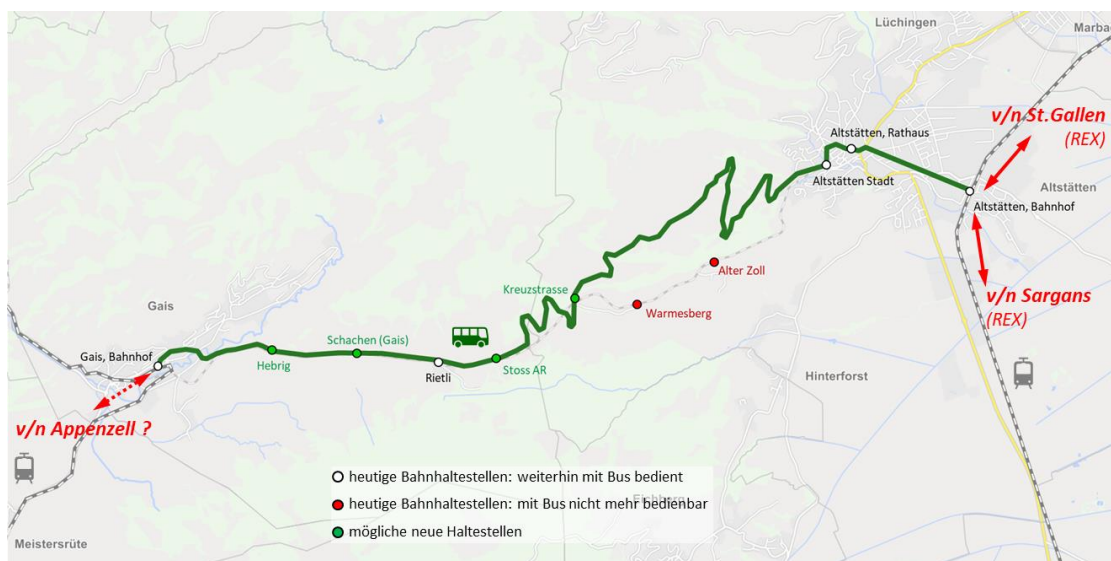 Lüchingen
Marbac
v/n St.Gallen
(REX)
Altstätten, Rathaus
Altstätten Stadt
Altstätten
Altstätten, Bahnhof
Alter Zoll
Kreuzstrasse
v/n Sargans
(REX)
Gais
Warmesberg
Schachen (Gais)
Gais, Bahnhof
Hebrig
Rietli
Stoss AR
Hinterforst
v/n Appenzell ?
heutige Bahnhaltestellen: weiterhin mit Bus bedient
Eichberg
heutige Bahnhaltestellen: mit Bus nicht mehr bedienbar
mögliche neue Haltestellen
Meistersrüte